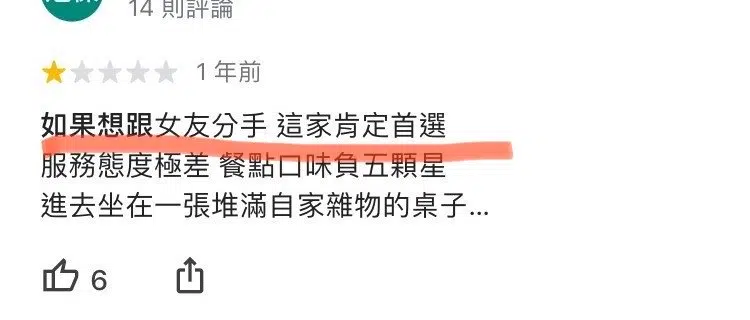 14 則評論
1 年前
如果想跟女友分手 這家肯定首選
服務態度極差 餐點口味負五顆星
進去坐在一張堆滿自家雜物的桌子...
6